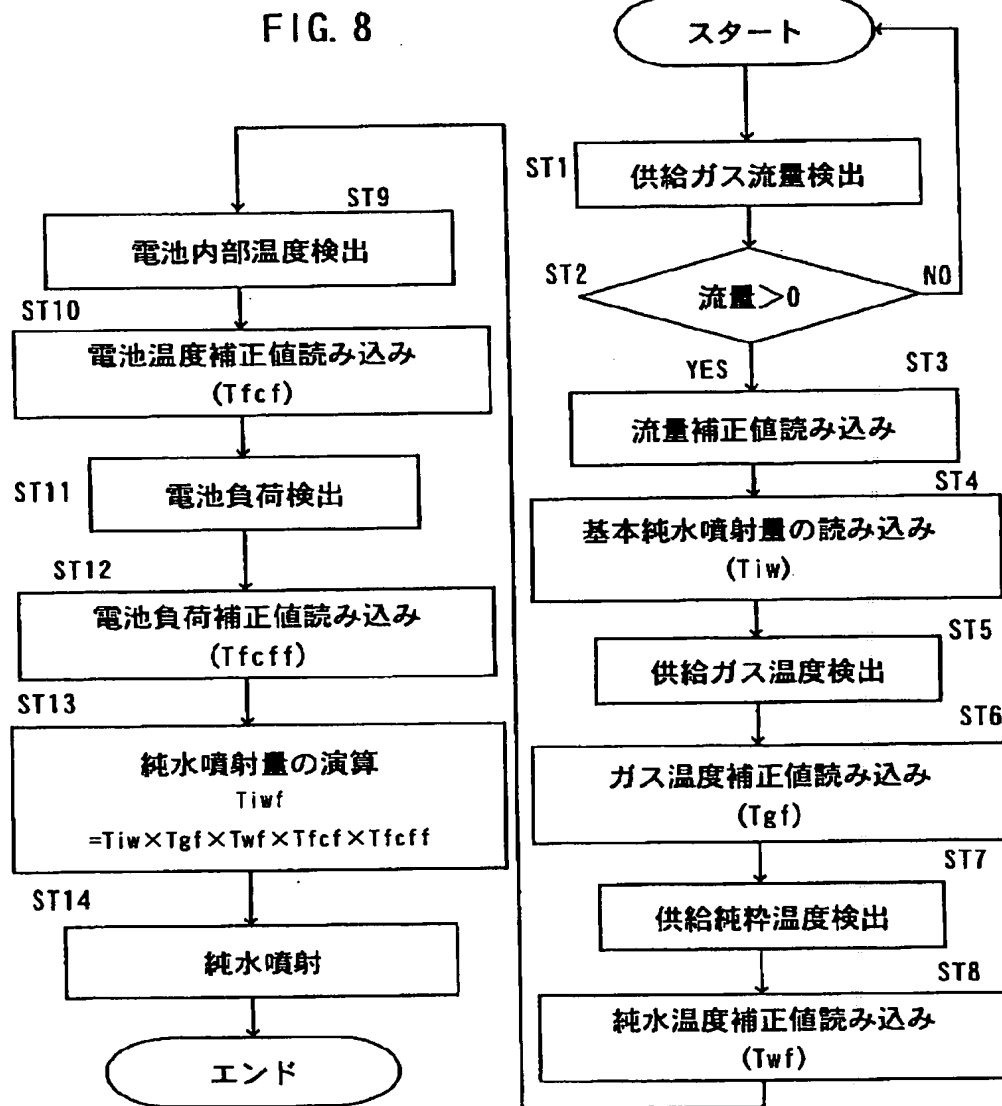 FIG. 8
スタート
ST1
供給ガス流量検出
ST2
流量>0
NO
YES
ST3
流量補正値読み込み
ST4
基本純水噴射量の読み込み
(Tiw)
ST5
供給ガス温度検出
ST6
ガス温度補正値読み込み
(Tgf)
ST7
供給純粋温度検出
ST8
純水温度補正値読み込み
(Twf)
ST9
電池内部温度検出
ST10
電池温度補正値読み込み
(Tfcf)
ST11
電池負荷検出
ST12
電池負荷補正値読み込み
(Tfcff)
ST13
純水噴射量の演算
Tiwf
=Tiw×Tgf×Twf×Tfcf×Tfcff
ST14
純水噴射
エンド